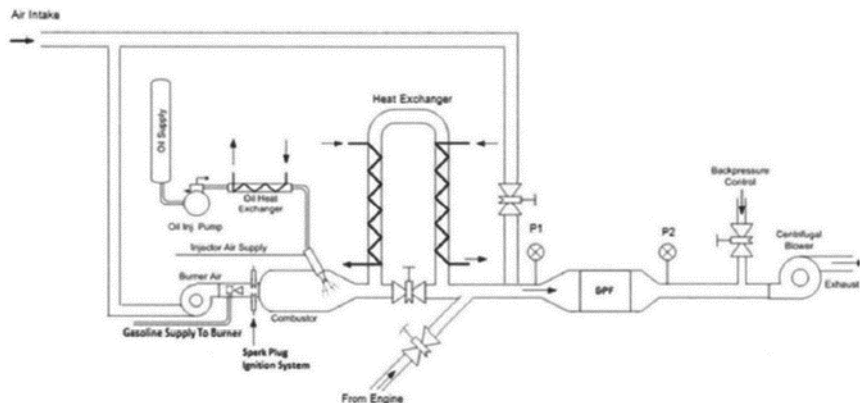 Air Intake
Heat Exchanger
Oil Supply
Oil Heat
Exchanger
Oil Inj. Pump
Injector Air Supply
Burner Air
Combustor
Gasoline Supply To Burner
Spark Plug
Ignition System
From Engine
P1
GPF
P2
Backpressure
Control
Centrifugal
Blower
Exhaust